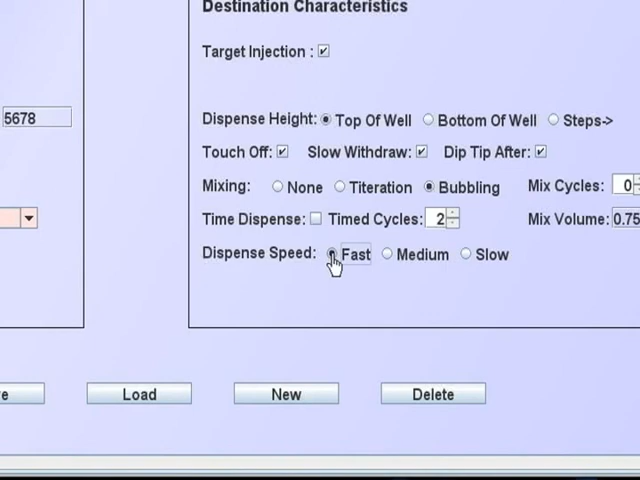 Destination Characteristics
Target Injection :
5678
Dispense Height: Top Of Well Bottom Of Well Steps->
Touch Off: Slow Withdraw: Dip Tip After:
Mixing: None Titeration Bubbling Mix Cycles: 0
Time Dispense: Timed Cycles: 2 Mix Volume: 0.75
Dispense Speed: Fast Medium Slow
Load New Delete